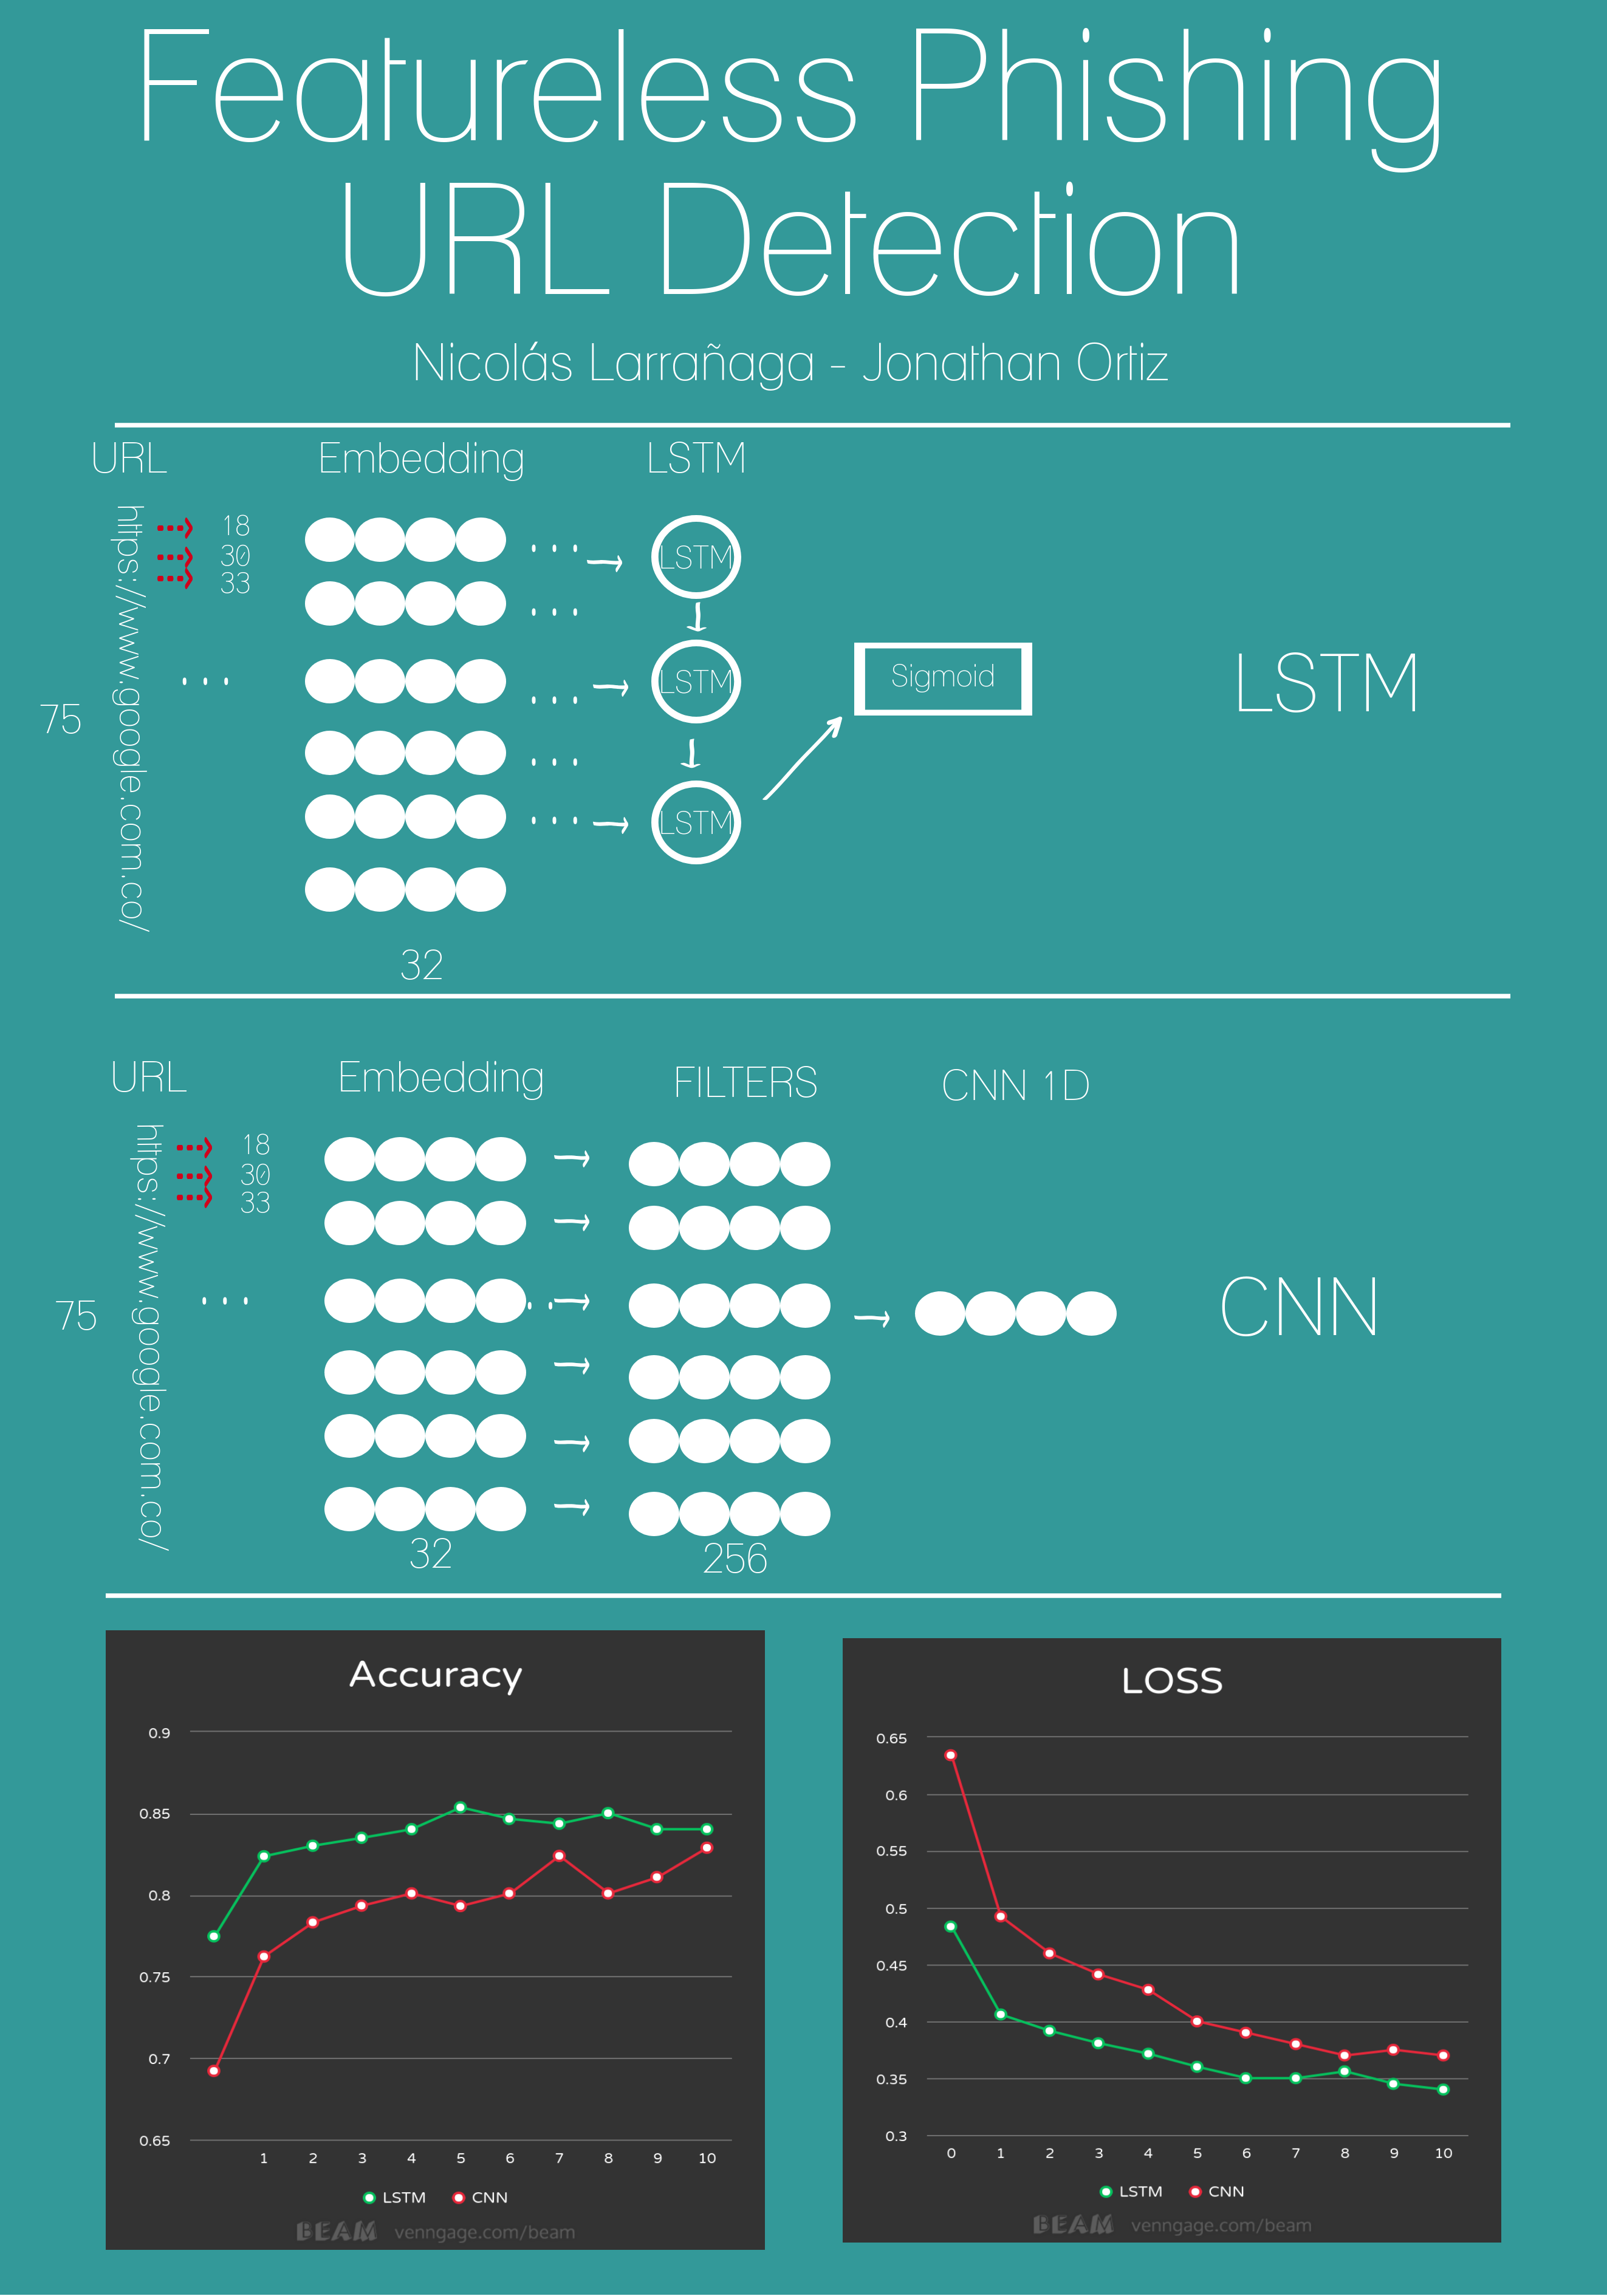 Featureless Phishing
URL Detection
Nicolás Larrañaga - Jonathan Ortiz
URL
Embedding
LSTM
https://www.google.com.co/
18
30
33
...
75
...
...
...
...
...
LSTM
LSTM
LSTM
Sigmoid
LSTM
32
URL
Embedding
FILTERS
CNN 1D
https://www.google.com.co/
18
30
33
...
75
CNN
32
256
Accuracy
0.9
0.85
0.8
0.75
0.7
0.65
1 2 3 4 5 6 7 8 9 10
LSTM CNN
BEAM venngage.com/beam
LOSS
0.65
0.6
0.55
0.5
0.45
0.4
0.35
0.3
0 1 2 3 4 5 6 7 8 9 10
LSTM CNN
BEAM venngage.com/beam